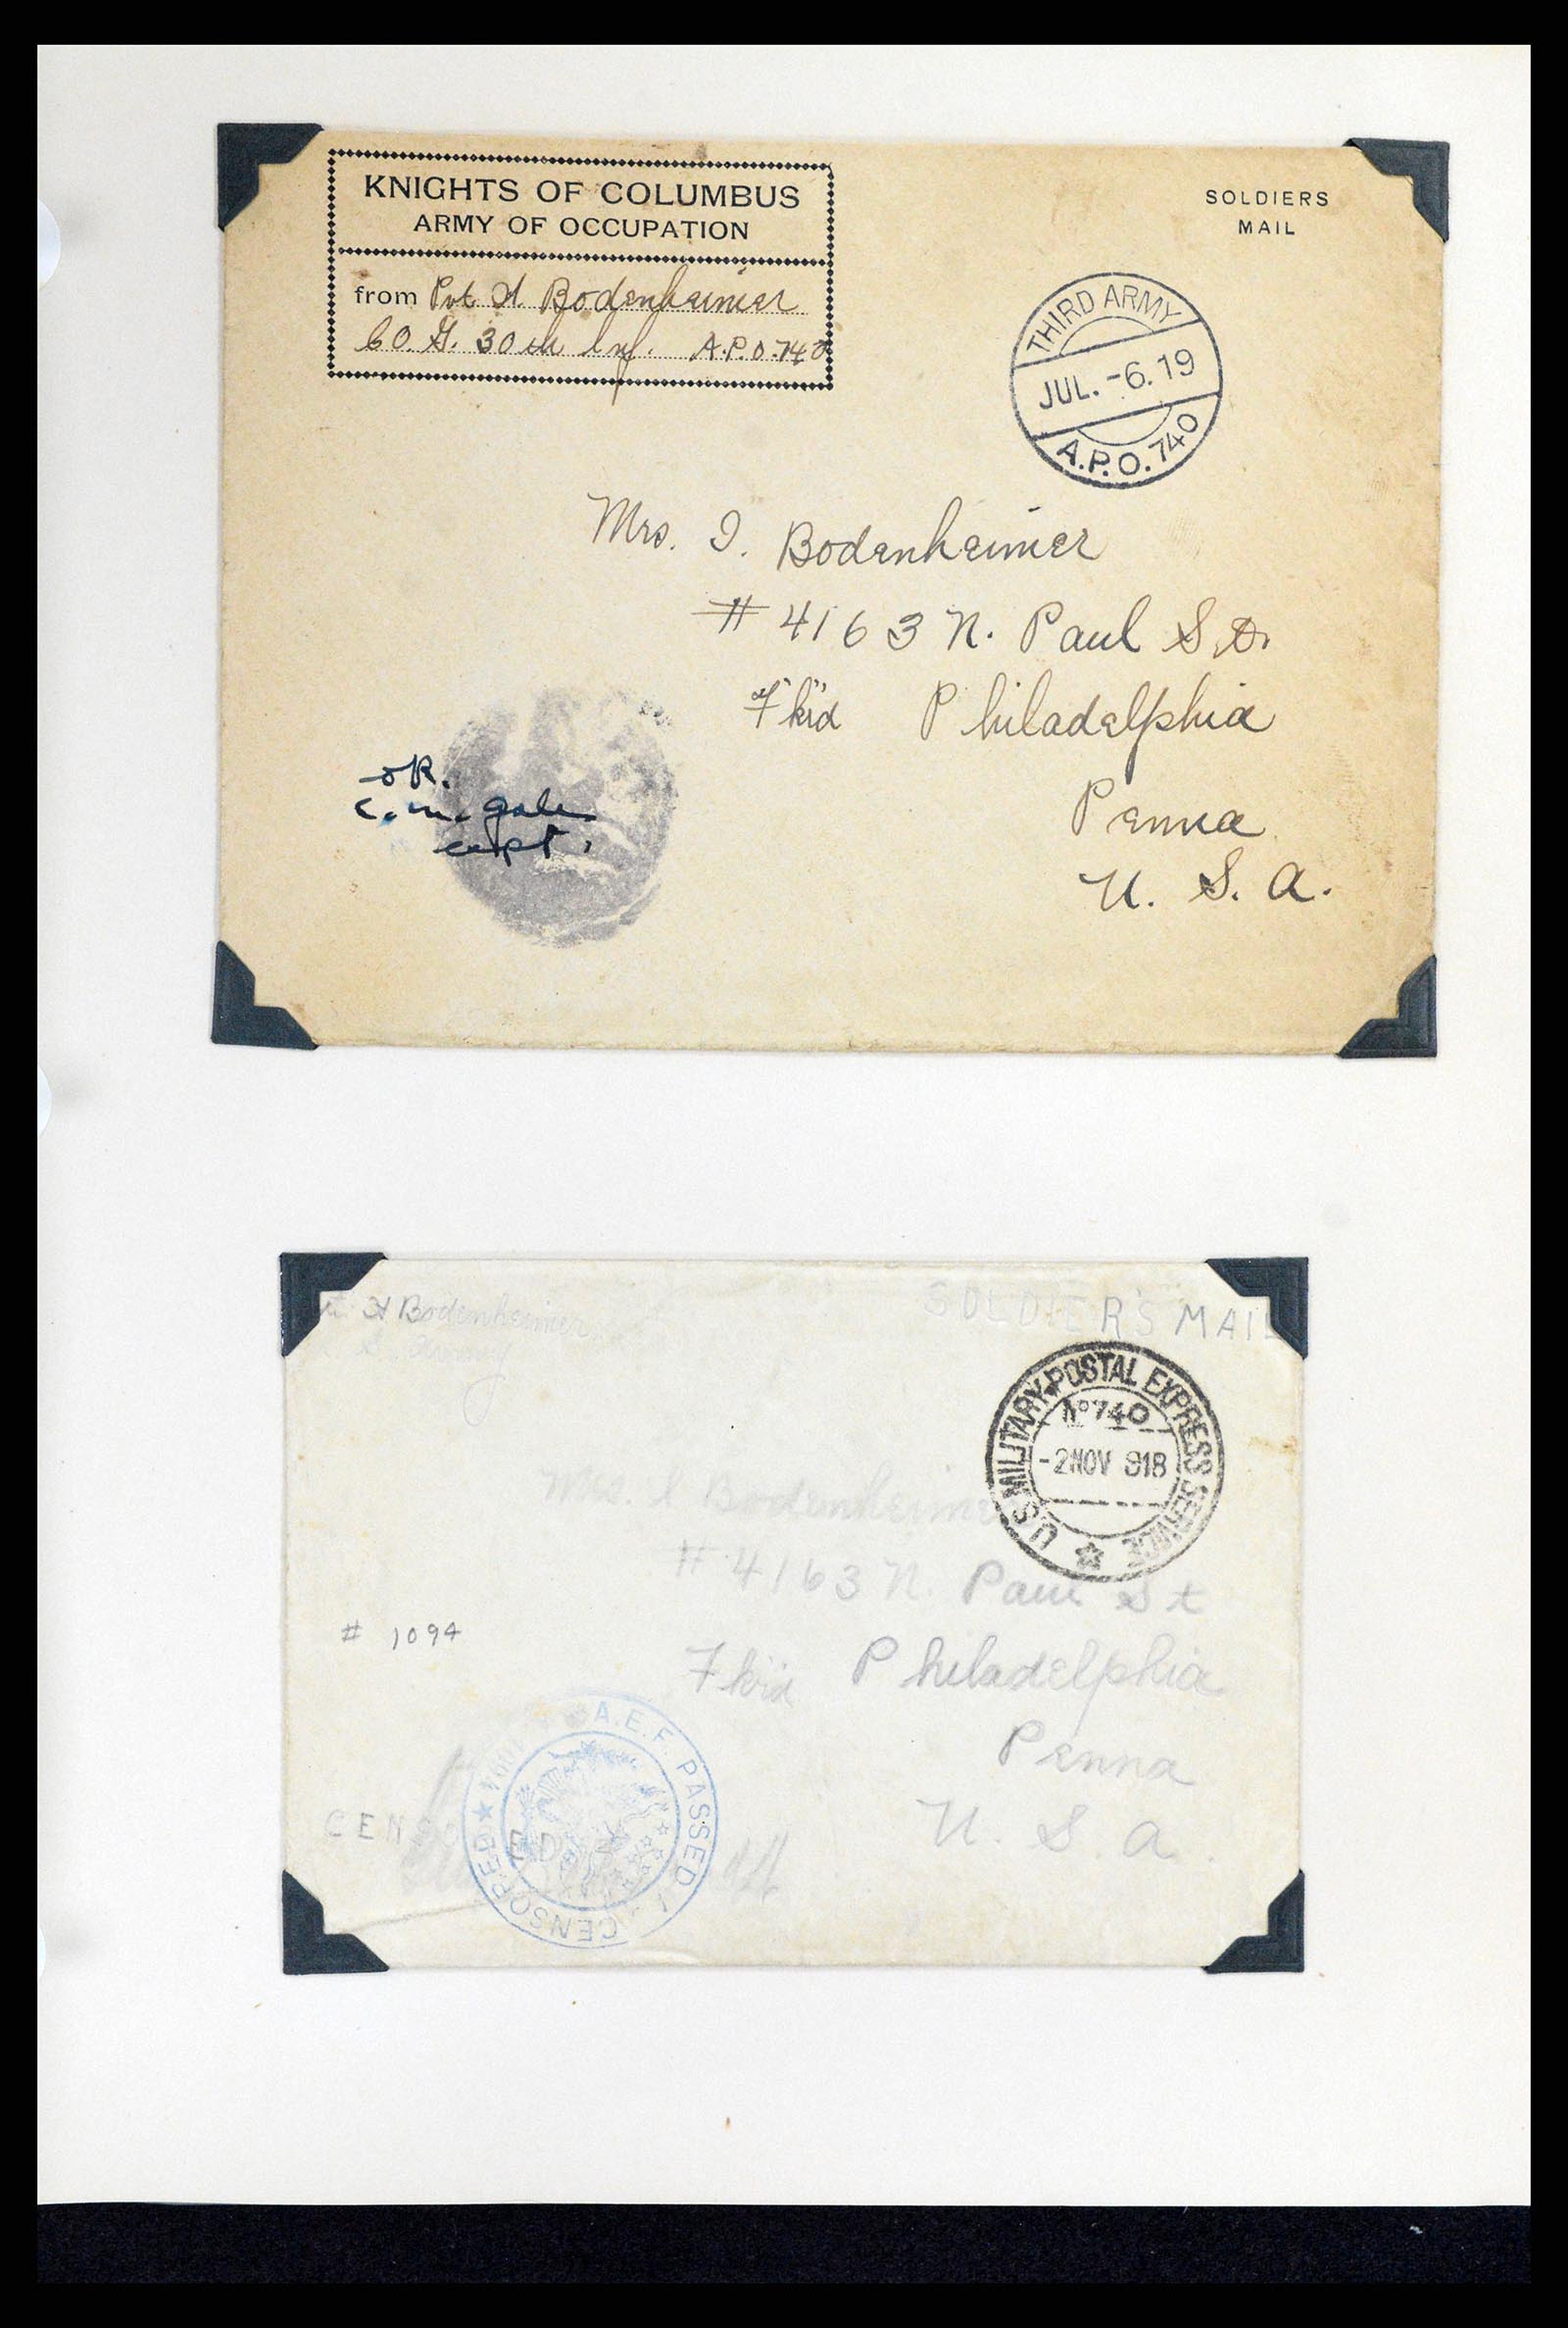 KNIGHTS OF COLUMBUS
ARMY OF OCCUPATION
from Pvt H. Bodenheimer
CO. G. 30th Inf. A.P.O. 740
SOLDIERS
MAIL
THIRD ARMY
JUL. -6. 19
A.P.O. 740
Mrs. I. Bodenheimer
# 4163 N. Paul St.
F'k'd Philadelphia
Penna
U. S. A.
OK.
capt.
H Bodenheimer
SOLDIER'S MAIL
U.S. MILITARY POSTAL EXPRESS SERVICE
No 740
-2 NOV 918
Mrs. I Bodenheimer
# 4163 N. Paul St
F'k'd Philadelphia
Penna
U. S. A.
# 1094
A.E.F. PASSED
CENSORED